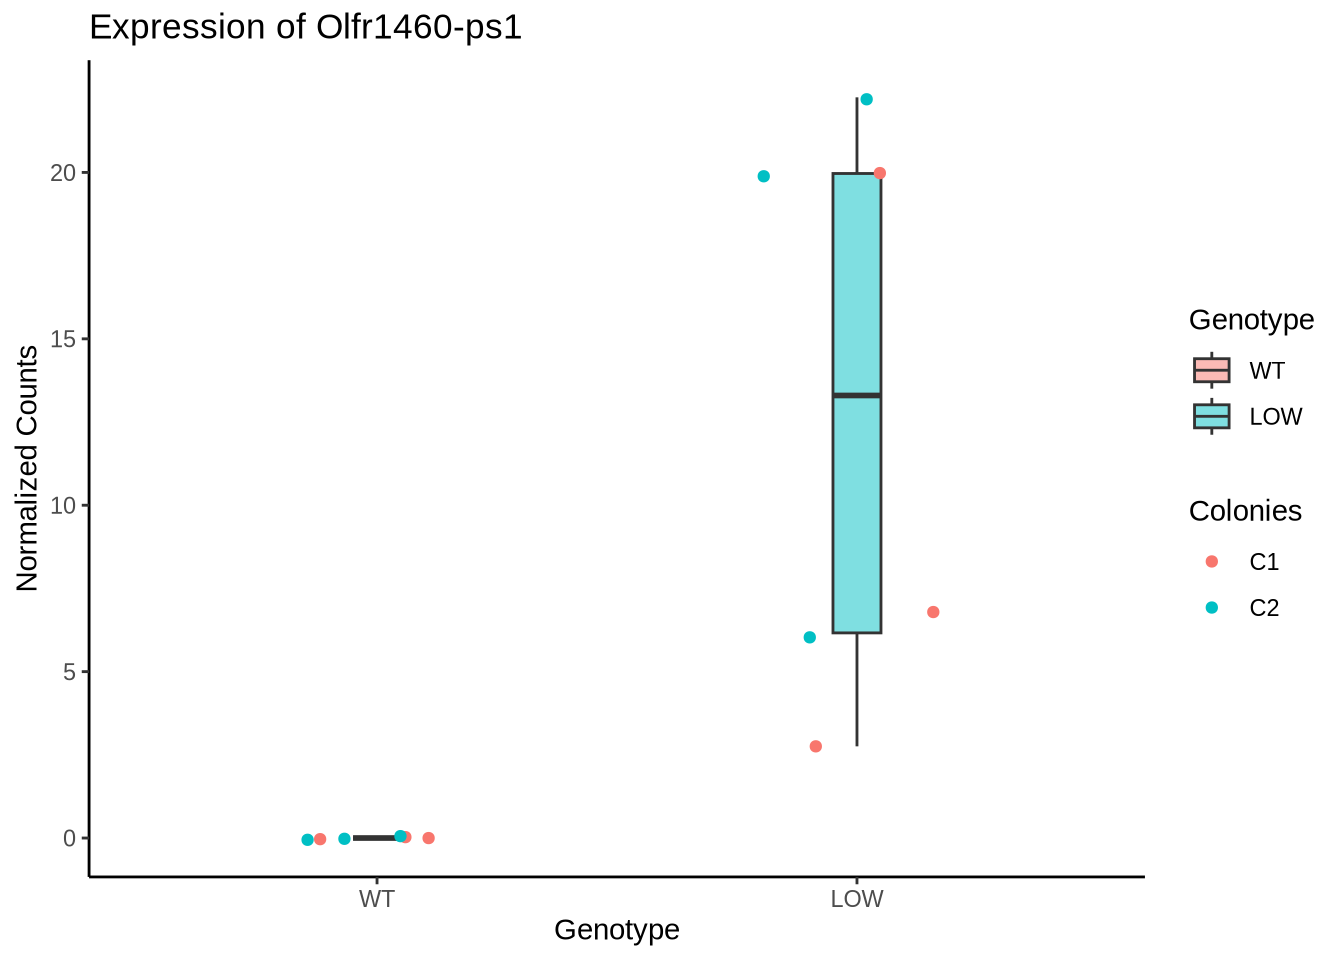 Expression of Olfr1460-ps1
Normalized Counts
20
15
10
5
0
WT
LOW
Genotype
Genotype
WT
LOW
Colonies
C1
C2